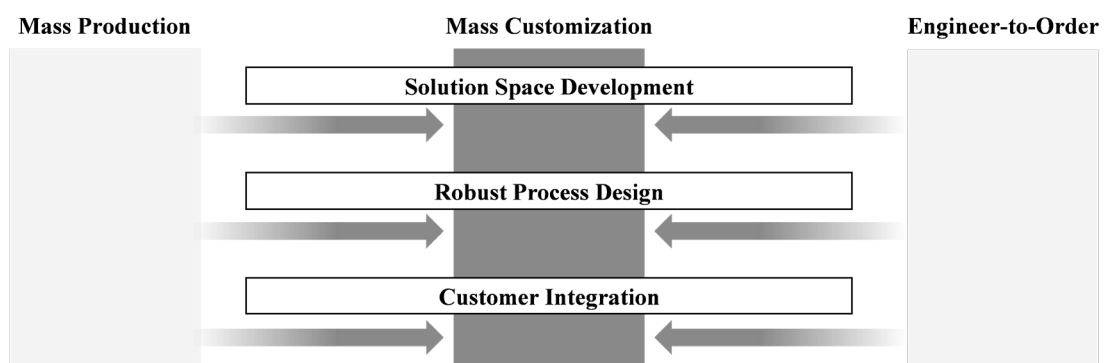 Mass Production
Mass Customization
Engineer-to-Order
Solution Space Development
Robust Process Design
Customer Integration